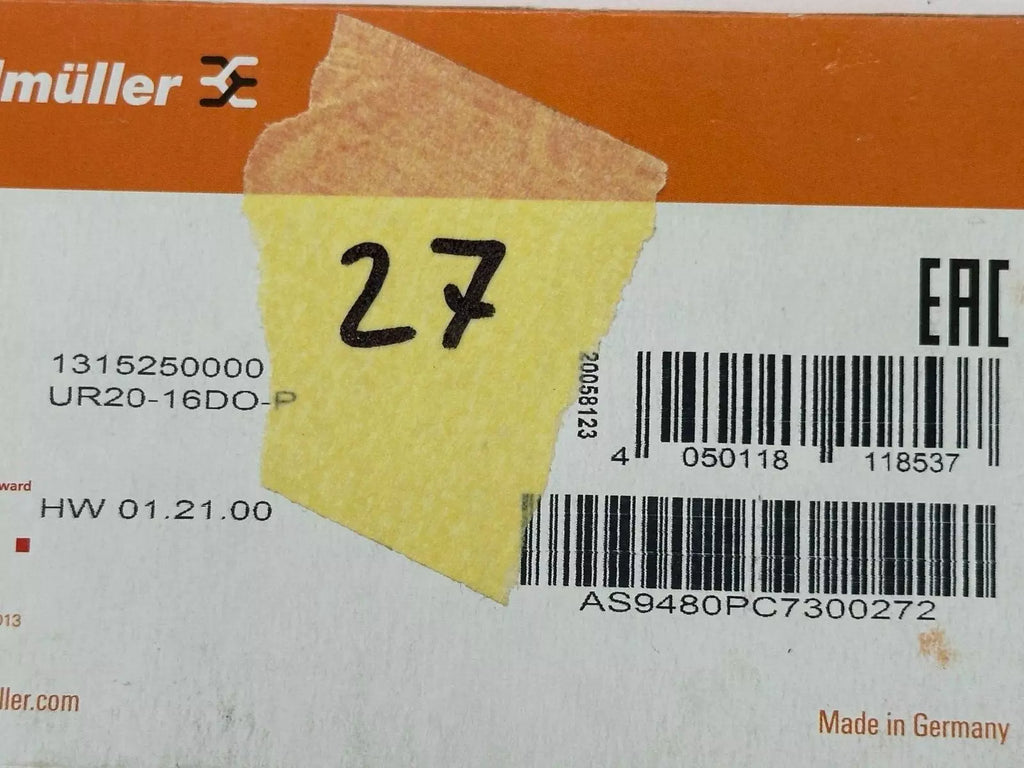 lmüller
27
EAC
1315250000
UR20-16DO-P
20058123
4 050118 118537
ward
HW 01.21.00
AS9480PC7300272
013
ller.com
Made in Germany